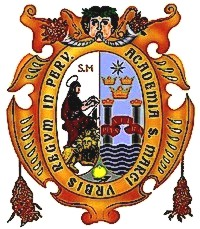 ACADEMIA S. MARCI VRBIS REGVM IN PERV
S.M